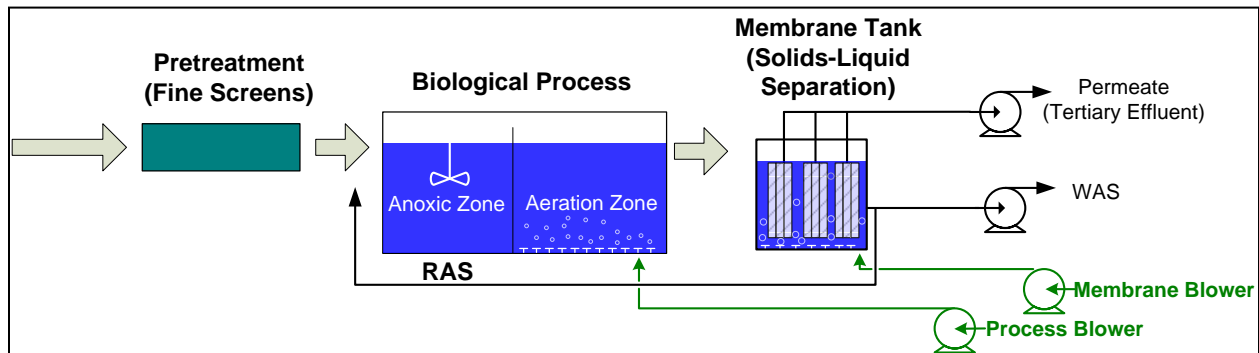 Pretreatment
(Fine Screens)
Biological Process
Membrane Tank
(Solids-Liquid
Separation)
Permeate
(Tertiary Effluent)
Anoxic Zone
Aeration Zone
WAS
RAS
Membrane Blower
Process Blower